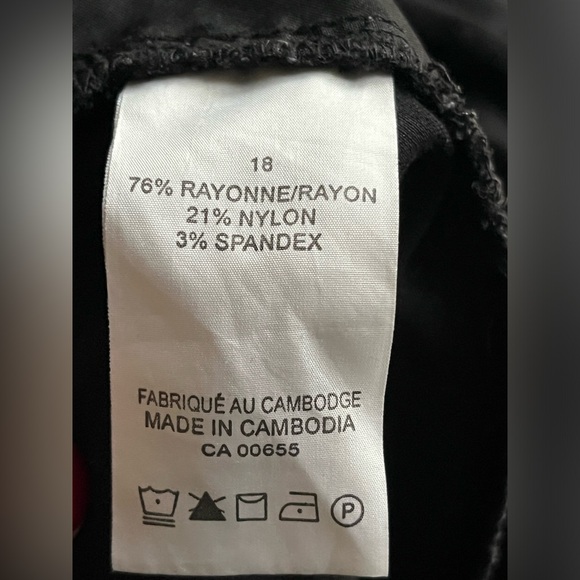 18
76% RAYONNE/RAYON
21% NYLON
3% SPANDEX
FABRIQUÉ AU CAMBODGE
MADE IN CAMBODIA
CA 00655
P